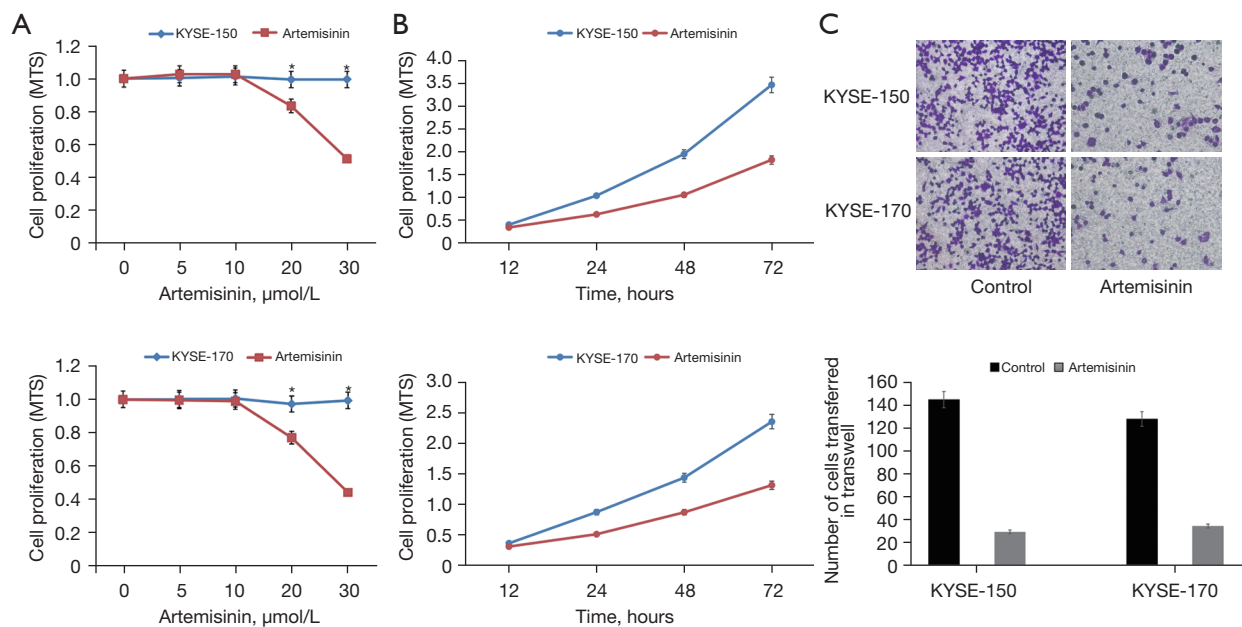 A
KYSE-150 Artemisinin
Cell proliferation (MTS)
1.2
1.0
0.8
0.6
0.4
0.2
0
* *
0 5 10 20 30
Artemisinin, μmol/L
B
KYSE-150 Artemisinin
Cell proliferation (MTS)
4.0
3.5
3.0
2.5
2.0
1.5
1.0
0.5
0
12 24 48 72
Time, hours
C
KYSE-150
KYSE-170
Control Artemisinin
KYSE-170 Artemisinin
Cell proliferation (MTS)
1.2
1.0
0.8
0.6
0.4
0.2
0
* *
0 5 10 20 30
Artemisinin, μmol/L
KYSE-170 Artemisinin
Cell proliferation (MTS)
3.0
2.5
2.0
1.5
1.0
0.5
0
12 24 48 72
Time, hours
Control Artemisinin
Number of cells transferred
in transwell
160
140
120
100
80
60
40
20
0
KYSE-150 KYSE-170